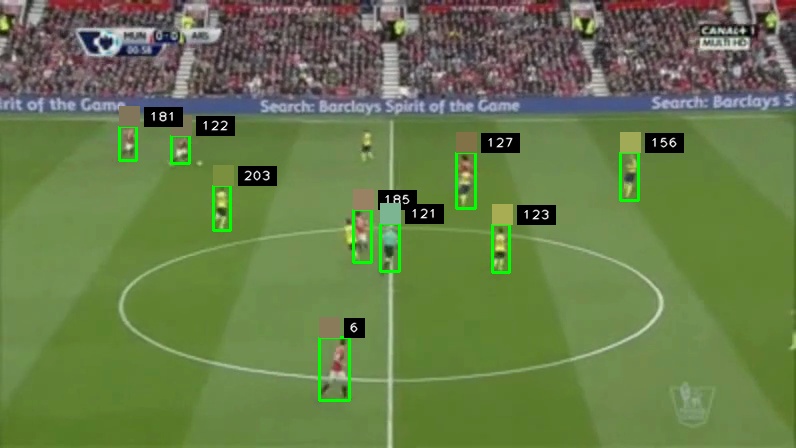 MUN 0-0 ARS
00:58
CANAL+ 1
MULTI HD
irit of the Game
Search: Barclays Spirit of the Game
Search: Barclays S
181
122
127
156
203
185
121
123
6